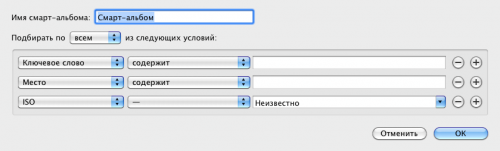 Имя смарт-альбома: Смарт-альбом
Подбирать по всем из следующих условий:
Ключевое слово содержит
Место содержит
ISO — Неизвестно
Отменить OK